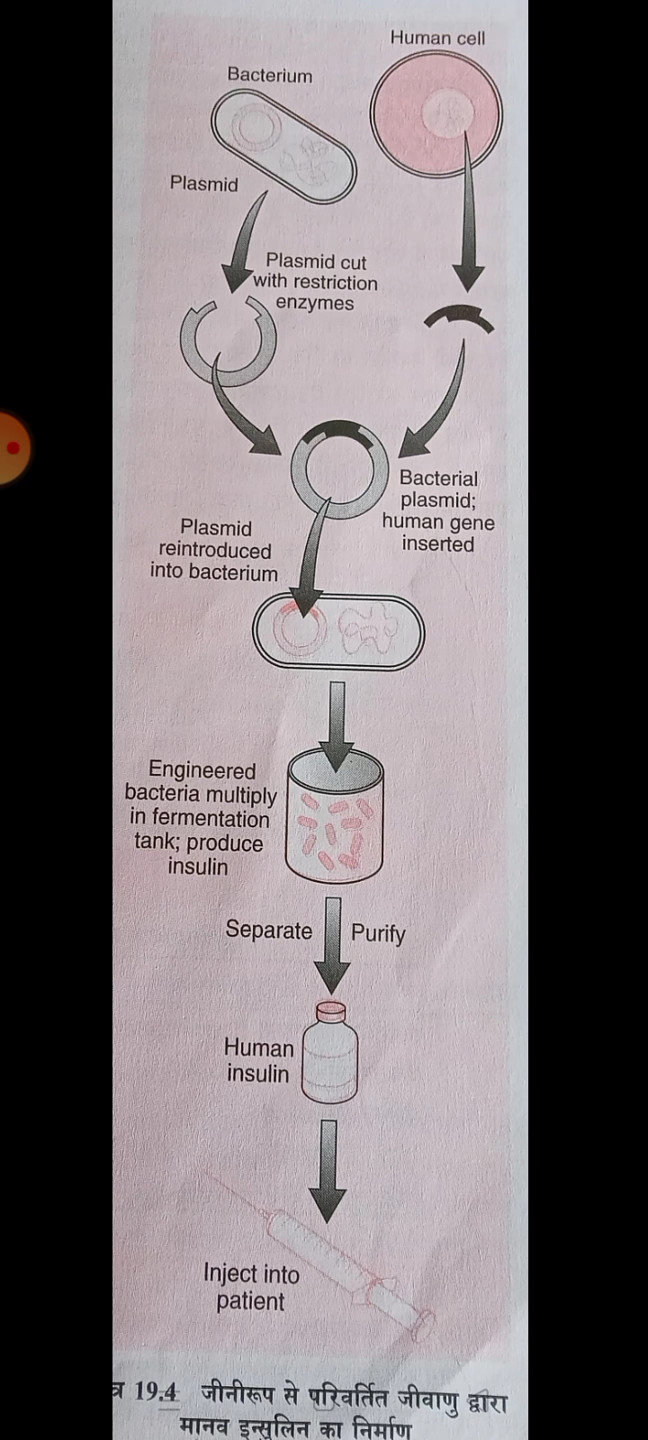 Human cell
Bacterium
Plasmid
Plasmid cut
with restriction
enzymes
Bacterial
plasmid;
human gene
inserted
Plasmid
reintroduced
into bacterium
Engineered
bacteria multiply
in fermentation
tank; produce
insulin
Separate Purify
Human
insulin
Inject into
patient
19.4 जीनीरूप से परिवर्तित जीवाणु द्वारा
मानव इन्सुलिन का निर्माण